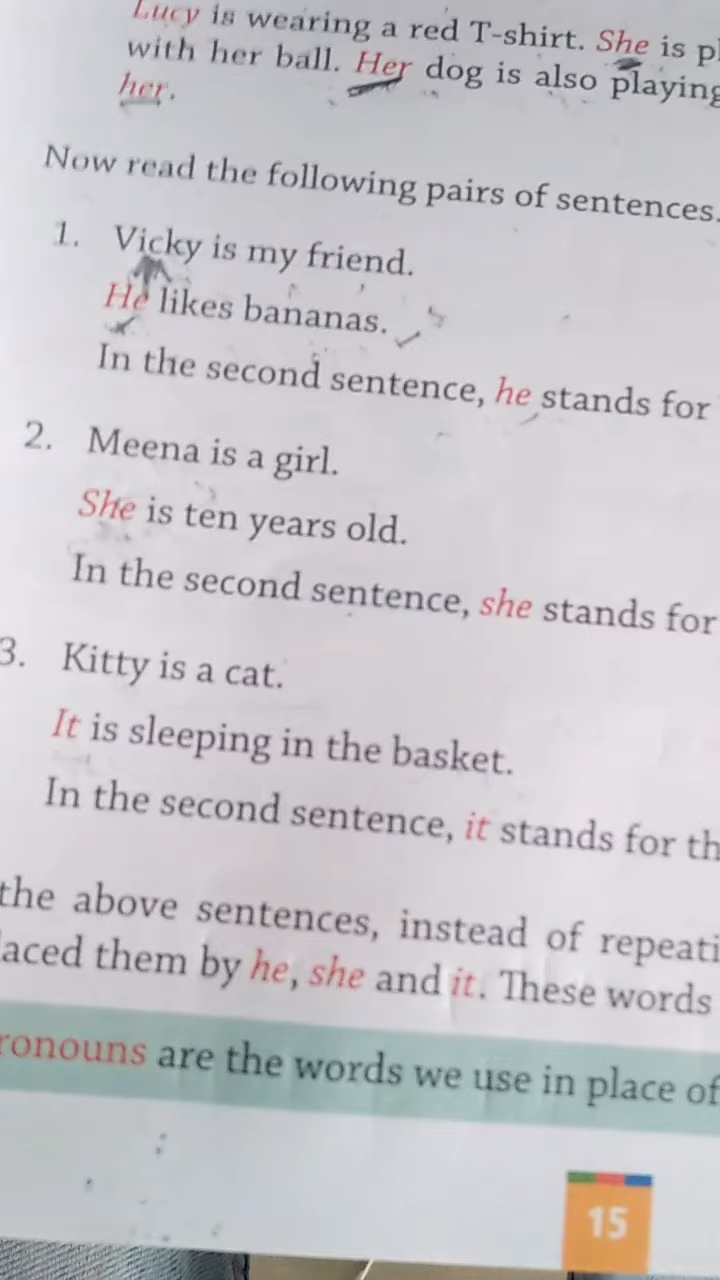 Lucy is wearing a red T-shirt. She is
with her ball. Her dog is also playing
her.
Now read the following pairs of sentences.
1. Vicky is my friend.
He likes bananas.
In the second sentence, he stands for
2. Meena is a girl.
She is ten years old.
In the second sentence, she stands for
3. Kitty is a cat.
It is sleeping in the basket.
In the second sentence, it stands for
the above sentences, instead of
them by he, she and it. These words
are the words we use in place of
15